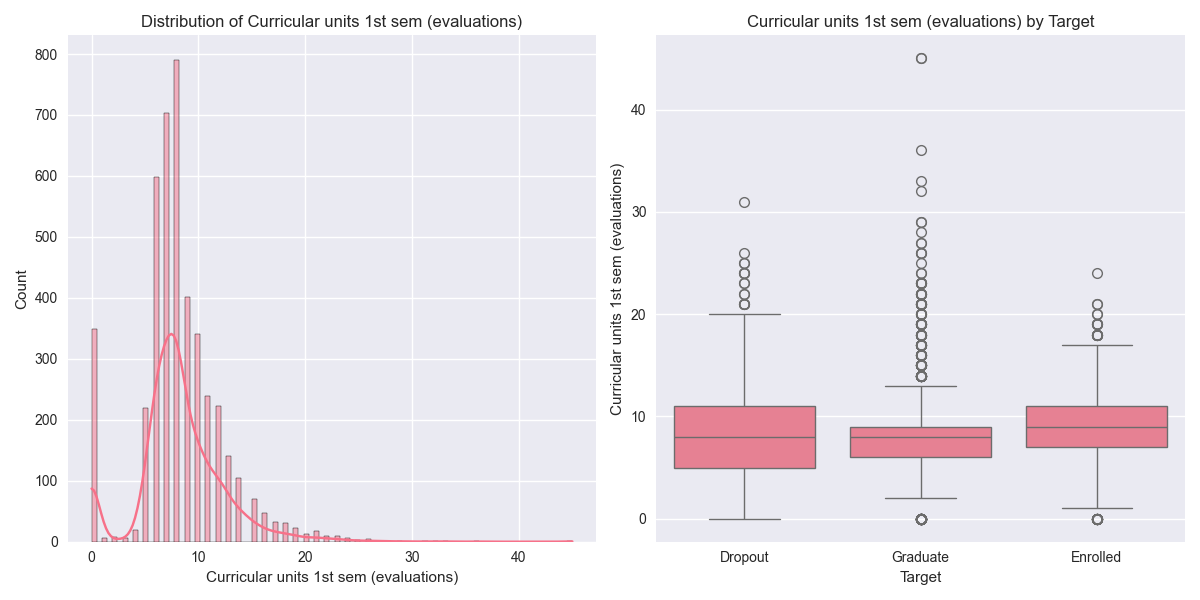 Distribution of Curricular units 1st sem (evaluations)
800
700
600
500
400
300
200
100
0
Count
0 10 20 30 40
Curricular units 1st sem (evaluations)
Curricular units 1st sem (evaluations) by Target
40
30
20
10
0
Curricular units 1st sem (evaluations)
Dropout Graduate Enrolled
Target